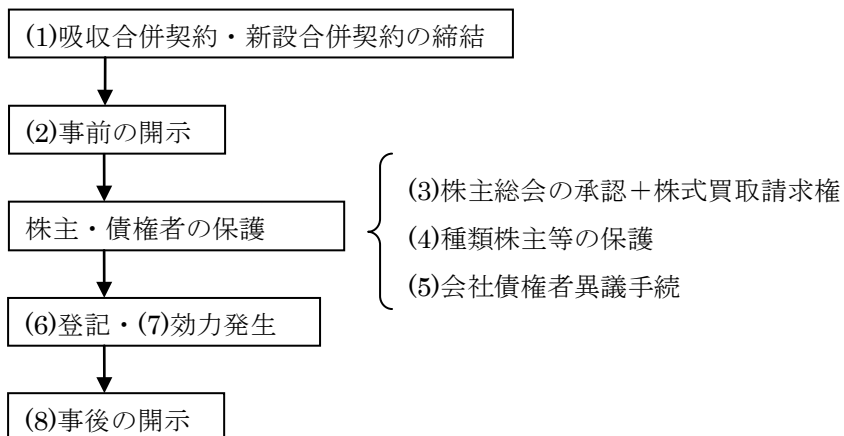 (1)吸収合併契約・新設合併契約の締結
(2)事前の開示
株主・債権者の保護
(3)株主総会の承認＋株式買取請求権
(4)種類株主等の保護
(5)会社債権者異議手続
(6)登記・(7)効力発生
(8)事後の開示